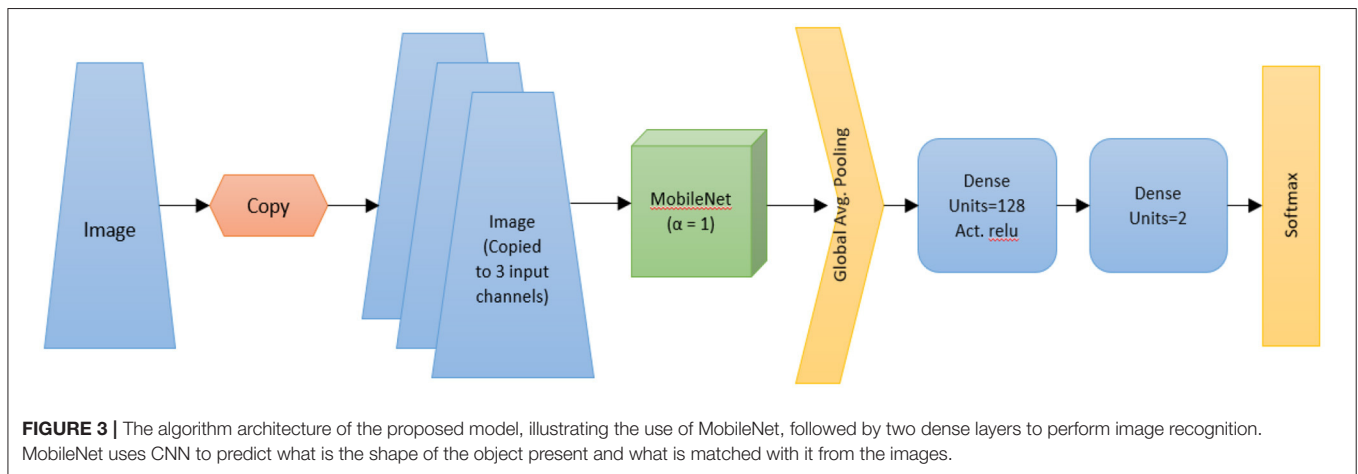 Image
Copy
Image
(Copied
to 3 input
channels)
MobileNet
(α = 1)
Global Avg. Pooling
Dense
Units=128
Act. relu
Dense
Units=2
Softmax
FIGURE 3 | The algorithm architecture of the proposed model, illustrating the use of MobileNet, followed by two dense layers to perform image recognition.
MobileNet uses CNN to predict what is the shape of the object present and what is matched with it from the images.